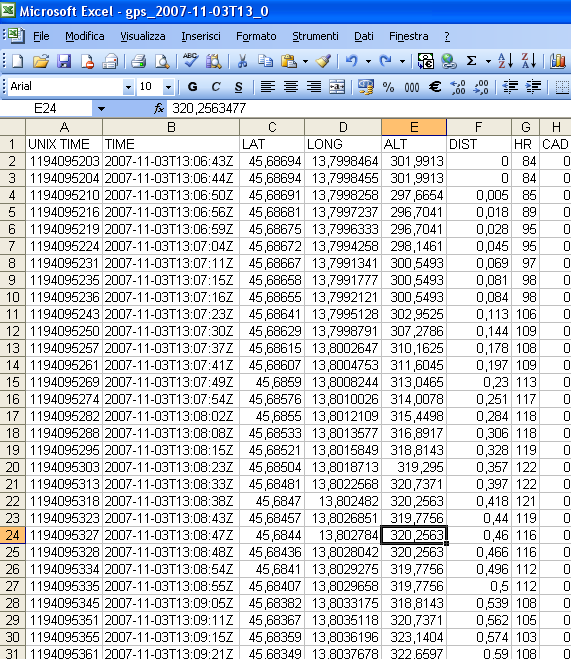 Microsoft Excel - gps_2007-11-03T13_0
File Modifica Visualizza Inserisci Formato Strumenti Dati Finestra ?
Arial 10 G C S % 000 €
E24 fx 320,2563477
A B C D E F G H
1 UNIX TIME TIME LAT LONG ALT DIST HR CAD
2 1194095203 2007-11-03T13:06:43Z 45,68694 13,7998464 301,9913 0 84 0
3 1194095204 2007-11-03T13:06:44Z 45,68694 13,7998455 301,9913 0 84 0
4 1194095210 2007-11-03T13:06:50Z 45,68691 13,7998258 297,6654 0,005 85 0
5 1194095216 2007-11-03T13:06:56Z 45,68681 13,7997237 296,7041 0,018 89 0
6 1194095219 2007-11-03T13:06:59Z 45,68675 13,7996333 296,7041 0,028 95 0
7 1194095224 2007-11-03T13:07:04Z 45,68672 13,7994258 298,1461 0,045 95 0
8 1194095231 2007-11-03T13:07:11Z 45,68667 13,7991341 300,5493 0,069 97 0
9 1194095235 2007-11-03T13:07:15Z 45,68658 13,7991777 300,5493 0,081 98 0
10 1194095236 2007-11-03T13:07:16Z 45,68655 13,7992121 300,5493 0,084 98 0
11 1194095243 2007-11-03T13:07:23Z 45,68641 13,7995128 302,9525 0,113 106 0
12 1194095250 2007-11-03T13:07:30Z 45,68629 13,7998791 307,2786 0,144 109 0
13 1194095257 2007-11-03T13:07:37Z 45,68615 13,8002647 310,1625 0,178 108 0
14 1194095261 2007-11-03T13:07:41Z 45,68607 13,8004753 311,6045 0,197 109 0
15 1194095269 2007-11-03T13:07:49Z 45,6859 13,8008244 313,0465 0,23 113 0
16 1194095274 2007-11-03T13:07:54Z 45,68576 13,8010026 314,0078 0,251 117 0
17 1194095282 2007-11-03T13:08:02Z 45,6855 13,8012109 315,4498 0,284 118 0
18 1194095288 2007-11-03T13:08:08Z 45,68533 13,8013577 316,8917 0,306 118 0
19 1194095295 2007-11-03T13:08:15Z 45,68521 13,8015849 318,8143 0,328 119 0
20 1194095303 2007-11-03T13:08:23Z 45,68504 13,8018713 319,295 0,357 122 0
21 1194095313 2007-11-03T13:08:33Z 45,68481 13,8022568 320,7371 0,397 122 0
22 1194095318 2007-11-03T13:08:38Z 45,6847 13,802482 320,2563 0,418 121 0
23 1194095323 2007-11-03T13:08:43Z 45,68457 13,8026851 319,7756 0,44 119 0
24 1194095327 2007-11-03T13:08:47Z 45,6844 13,802784 320,2563 0,46 116 0
25 1194095328 2007-11-03T13:08:48Z 45,68436 13,8028042 320,2563 0,466 116 0
26 1194095334 2007-11-03T13:08:54Z 45,6841 13,8029275 319,7756 0,496 112 0
27 1194095335 2007-11-03T13:08:55Z 45,68407 13,8029658 319,7756 0,5 112 0
28 1194095345 2007-11-03T13:09:05Z 45,68382 13,8033175 318,8143 0,539 108 0
29 1194095351 2007-11-03T13:09:11Z 45,68367 13,8035118 320,7371 0,562 105 0
30 1194095355 2007-11-03T13:09:15Z 45,68359 13,8036196 323,1404 0,574 103 0
31 1194095361 2007-11-03T13:09:21Z 45,68349 13,8037678 322,6597 0,59 108 0